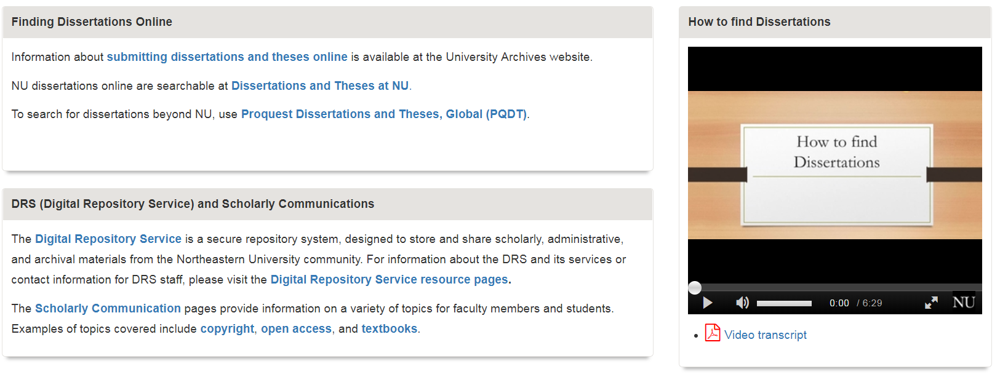 Finding Dissertations Online
Information about submitting dissertations and theses online is available at the University Archives website.
NU dissertations online are searchable at Dissertations and Theses at NU.
To search for dissertations beyond NU, use Proquest Dissertations and Theses, Global (PQDT).
DRS (Digital Repository Service) and Scholarly Communications
The Digital Repository Service is a secure repository system, designed to store and share scholarly, administrative,
and archival materials from the Northeastern University community. For information about the DRS and its services or
contact information for DRS staff, please visit the Digital Repository Service resource pages.
The Scholarly Communication pages provide information on a variety of topics for faculty members and students.
Examples of topics covered include copyright, open access, and textbooks.
How to find Dissertations
How to find
Dissertations
0:00 / 6:29 NU
Video transcript